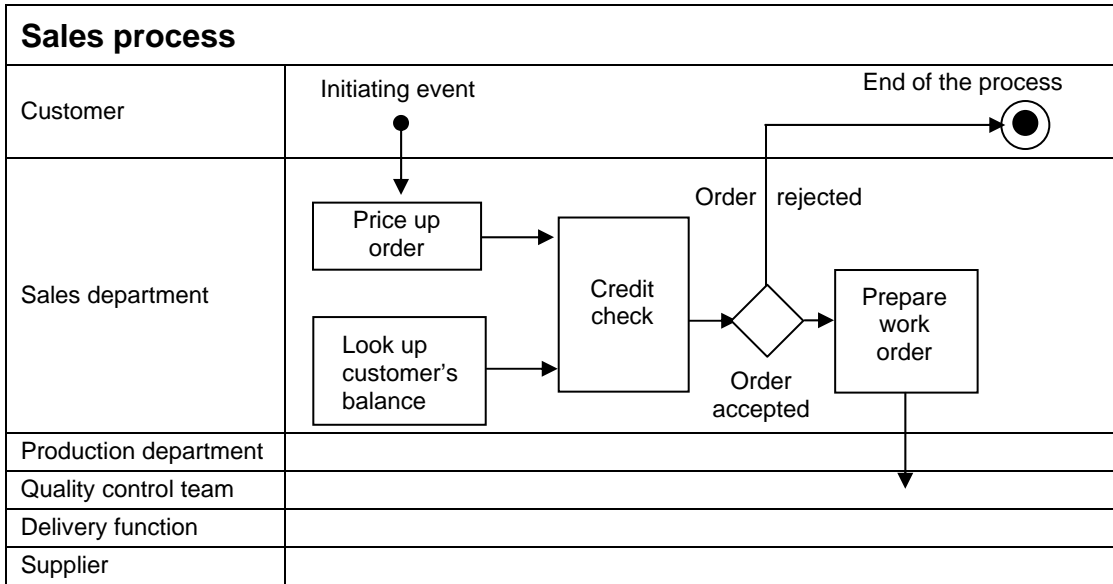 Sales process
Customer
Initiating event
End of the process
Sales department
Price up
order
Look up
customer’s
balance
Credit
check
Order rejected
Order
accepted
Prepare
work
order
Production department
Quality control team
Delivery function
Supplier